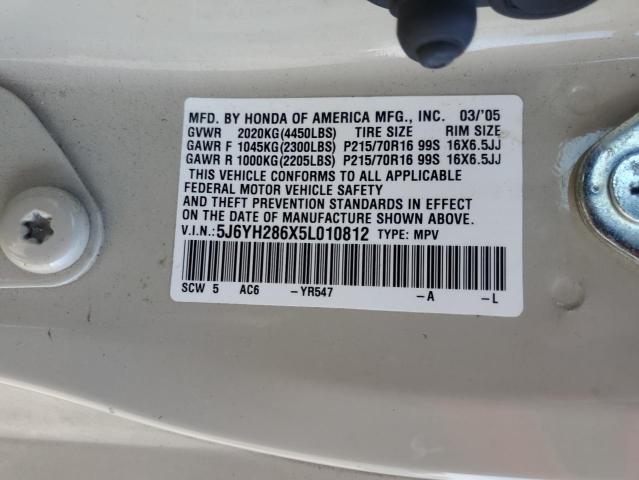 MFD. BY HONDA OF AMERICA MFG., INC. 03/'05
GVWR 2020KG(4450LBS) TIRE SIZE RIM SIZE
GAWR F 1045KG(2300LBS) P215/70R16 99S 16X6.5JJ
GAWR R 1000KG(2205LBS) P215/70R16 99S 16X6.5JJ
THIS VEHICLE CONFORMS TO ALL APPLICABLE
FEDERAL MOTOR VEHICLE SAFETY
AND THEFT PREVENTION STANDARDS IN EFFECT
ON THE DATE OF MANUFACTURE SHOWN ABOVE.
V.I.N.:5J6YH286X5L010812 TYPE: MPV
SCW 5 AC6 -YR547 -A -L